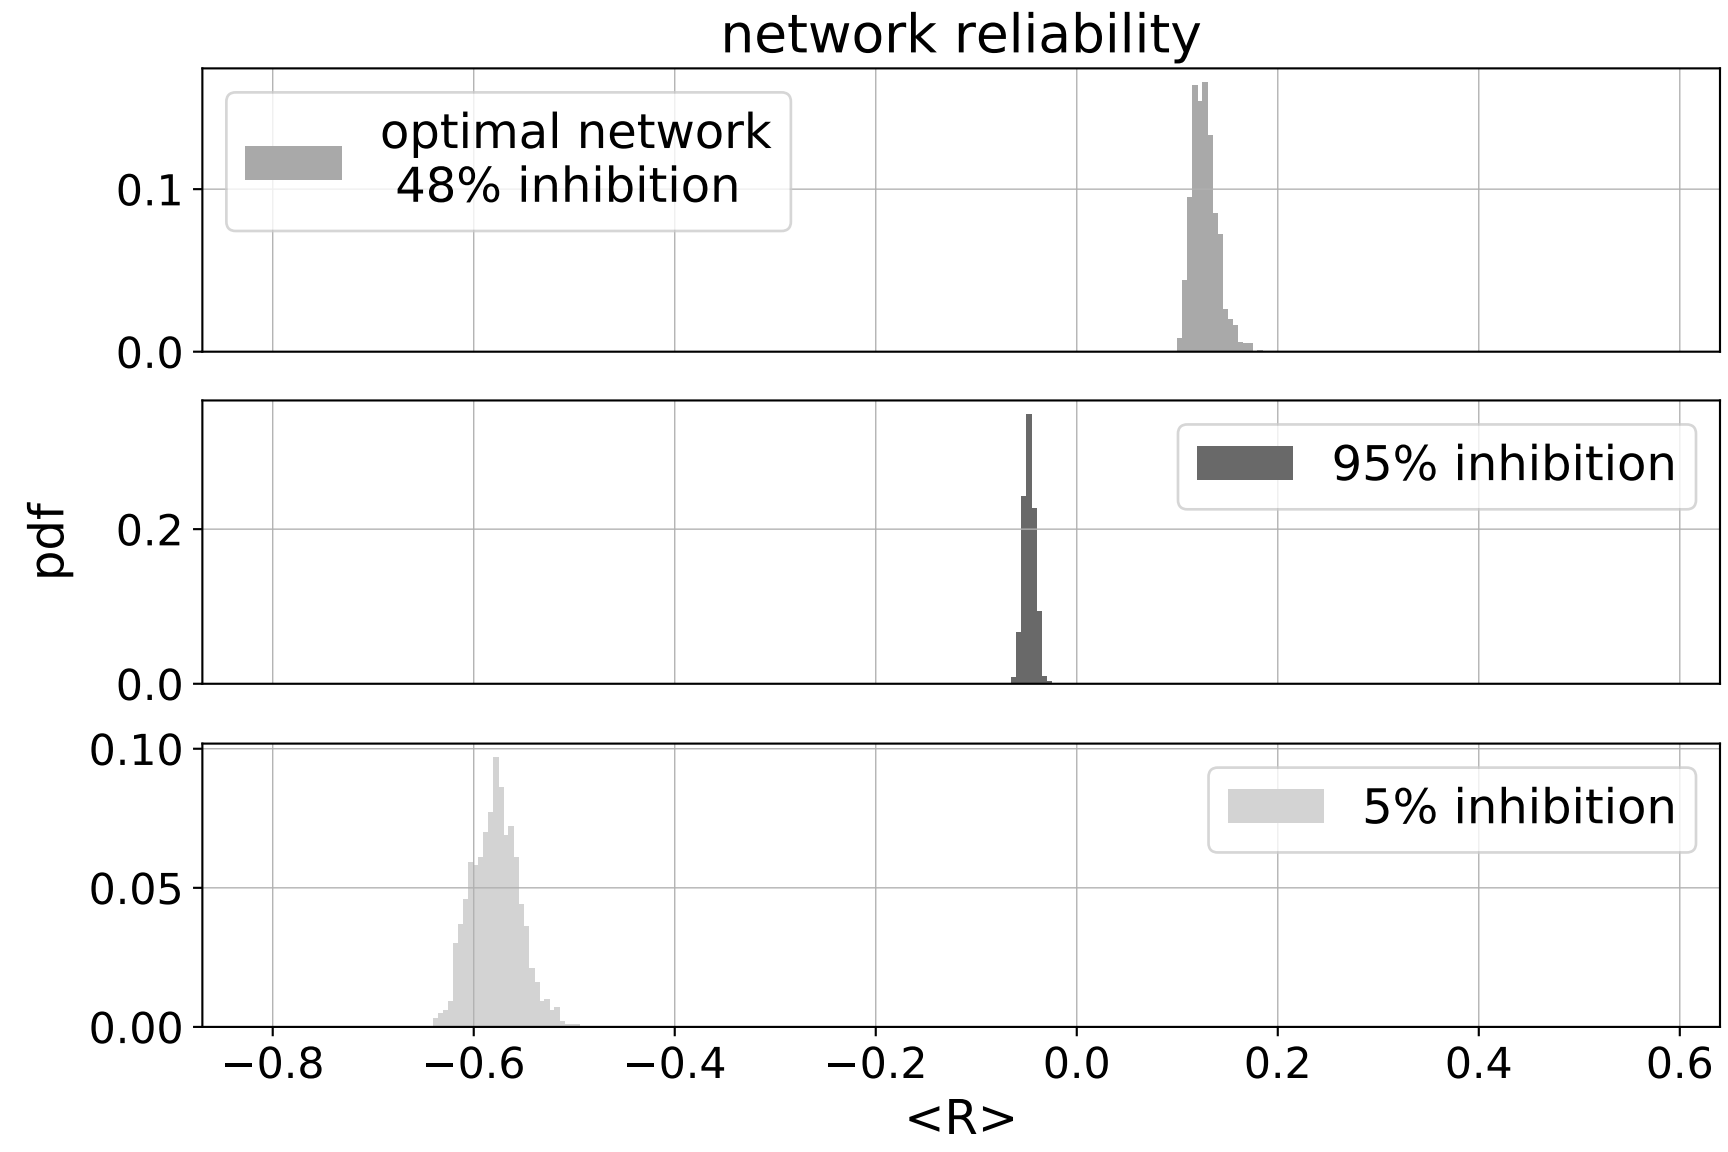 network reliability
optimal network
48% inhibition
0.1
0.0
95% inhibition
0.2
0.0
pdf
5% inhibition
0.10
0.05
0.00
−0.8 −0.6 −0.4 −0.2 0.0 0.2 0.4 0.6
<R>